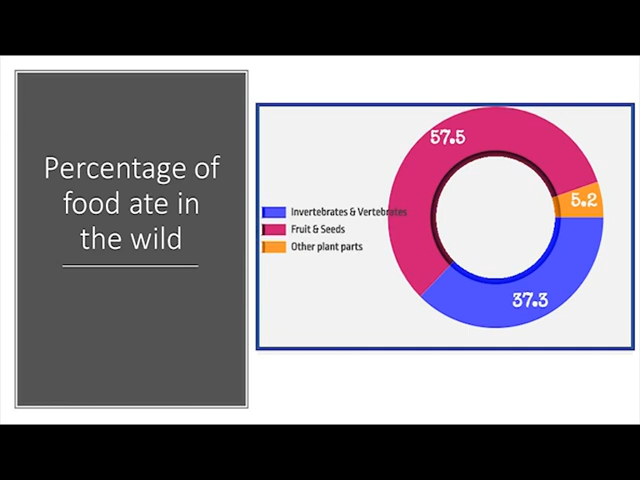 Percentage of
food ate in
the wild
57.5
5.2
Invertebrates & Vertebrates
Fruit & Seeds
Other plant parts
37.3